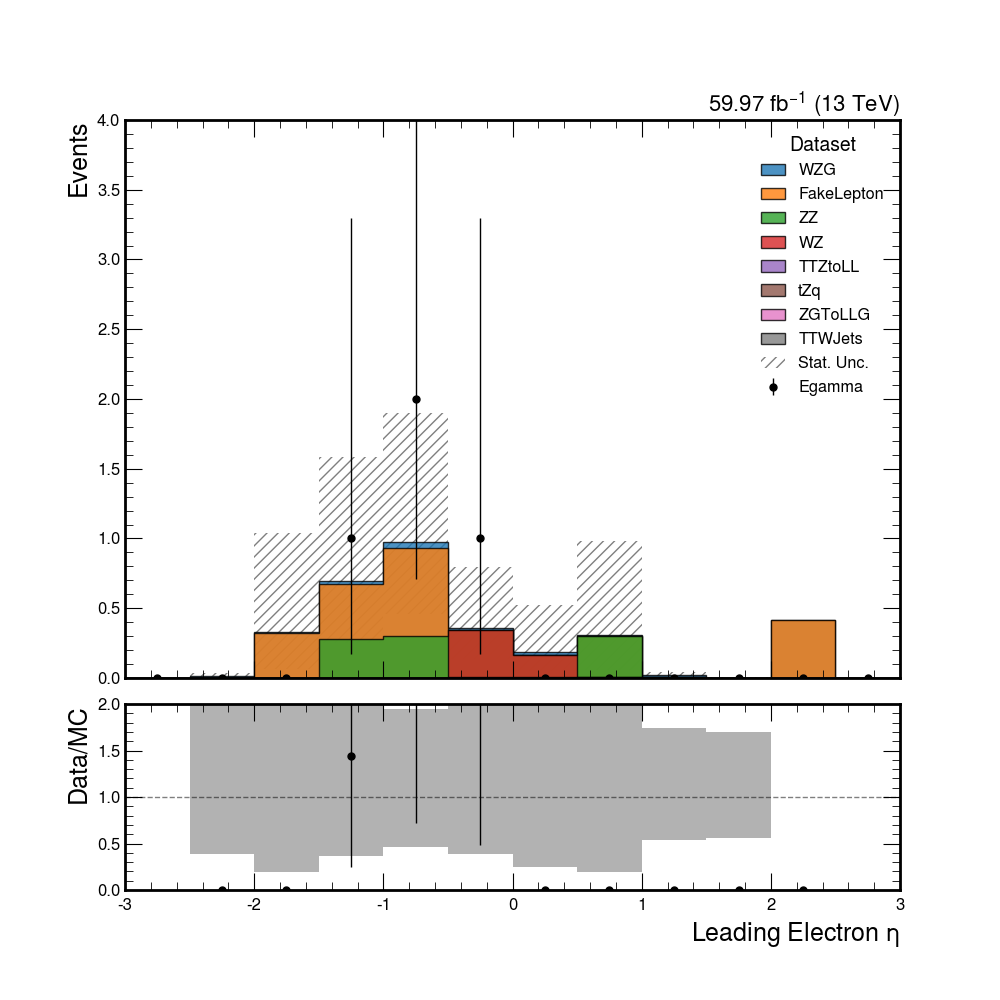 59.97 fb⁻¹ (13 TeV)
Events
4.0
3.5
3.0
2.5
2.0
1.5
1.0
0.5
0.0
Dataset
WZG
FakeLepton
ZZ
WZ
TTZtoLL
tZq
ZGToLLG
TTWJets
Stat. Unc.
Egamma
Data/MC
2.0
1.5
1.0
0.5
0.0
-3 -2 -1 0 1 2 3
Leading Electron η